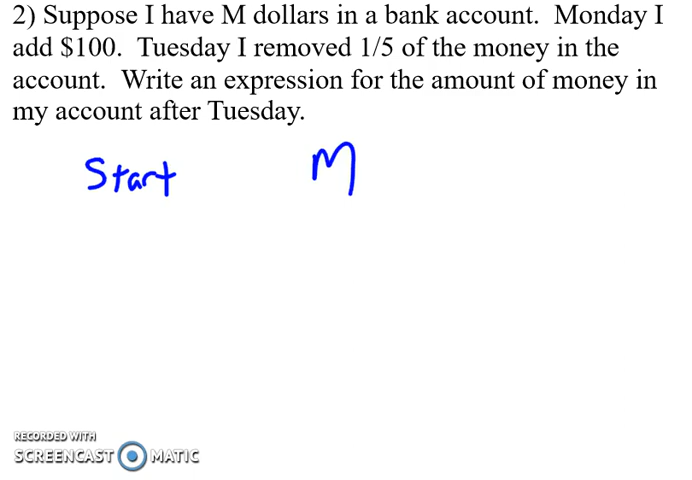 2) Suppose I have M dollars in a bank account.  Monday I
add $100.  Tuesday I removed 1/5 of the money in the
account.  Write an expression for the amount of money in
my account after Tuesday.
Start M
RECORDED WITH
SCREENCAST MATIC